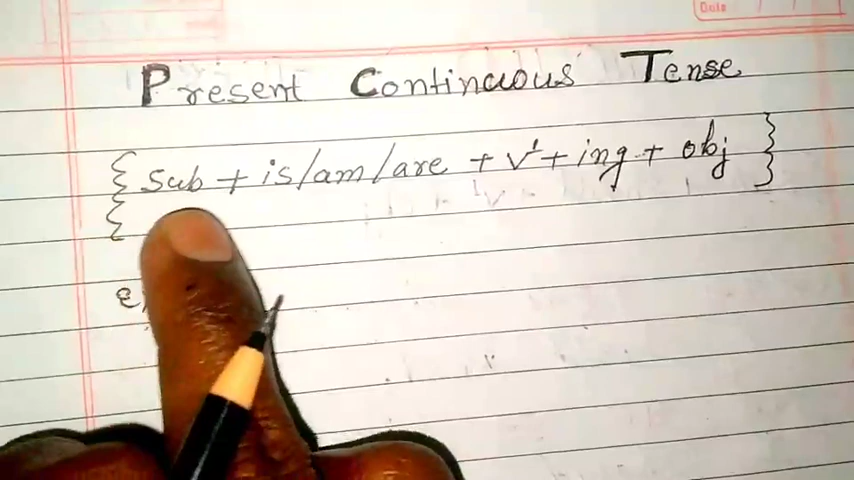 Date
Present Continuous Tense
{sub + is/am/are + v¹ + ing + obj}
e